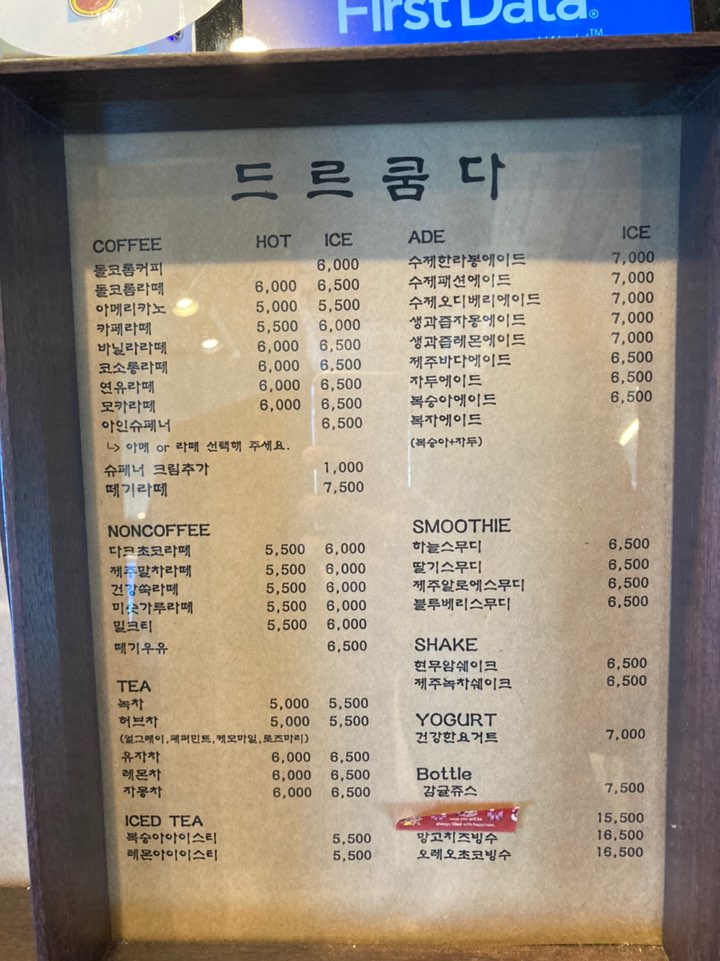 First Data®
드르쿰다
COFFEE HOT ICE
돌코롬커피 6,000
돌코롬라떼 6,000 6,500
아메리카노 5,000 5,500
카페라떼 5,500 6,000
바닐라라떼 6,000 6,500
코소롱라떼 6,000 6,500
연유라떼 6,000 6,500
모카라떼 6,000 6,500
아인슈페너 6,500
↳ 아메 or 라떼 선택해 주세요.
슈페너 크림추가 1,000
떼기라떼 7,500
NONCOFFEE
다크초코라떼 5,500 6,000
제주말차라떼 5,500 6,000
건강쑥라떼 5,500 6,000
미숫가루라떼 5,500 6,000
밀크티 5,500 6,000
떼기우유 6,500
TEA
녹차 5,000 5,500
허브차 5,000 5,500
(얼그레이,페퍼민트,케모마일,로즈마리)
유자차 6,000 6,500
레몬차 6,000 6,500
자몽차 6,000 6,500
ICED TEA
복숭아아이스티 5,500
레몬아이이스티 5,500
ADE ICE
수제한라봉에이드 7,000
수제패션에이드 7,000
수제오디베리에이드 7,000
생과즙자몽에이드 7,000
생과즙레몬에이드 7,000
제주바다에이드 6,500
자두에이드 6,500
복숭아에이드 6,500
복자에이드
(복숭아+자두)
SMOOTHIE
하늘스무디 6,500
딸기스무디 6,500
제주알로에스무디 6,500
블루베리스무디 6,500
SHAKE
현무암쉐이크 6,500
제주녹차쉐이크 6,500
YOGURT
건강한요거트 7,000
Bottle
감귤쥬스 7,500
15,500
망고치즈빙수 16,500
오레오초코빙수 16,500